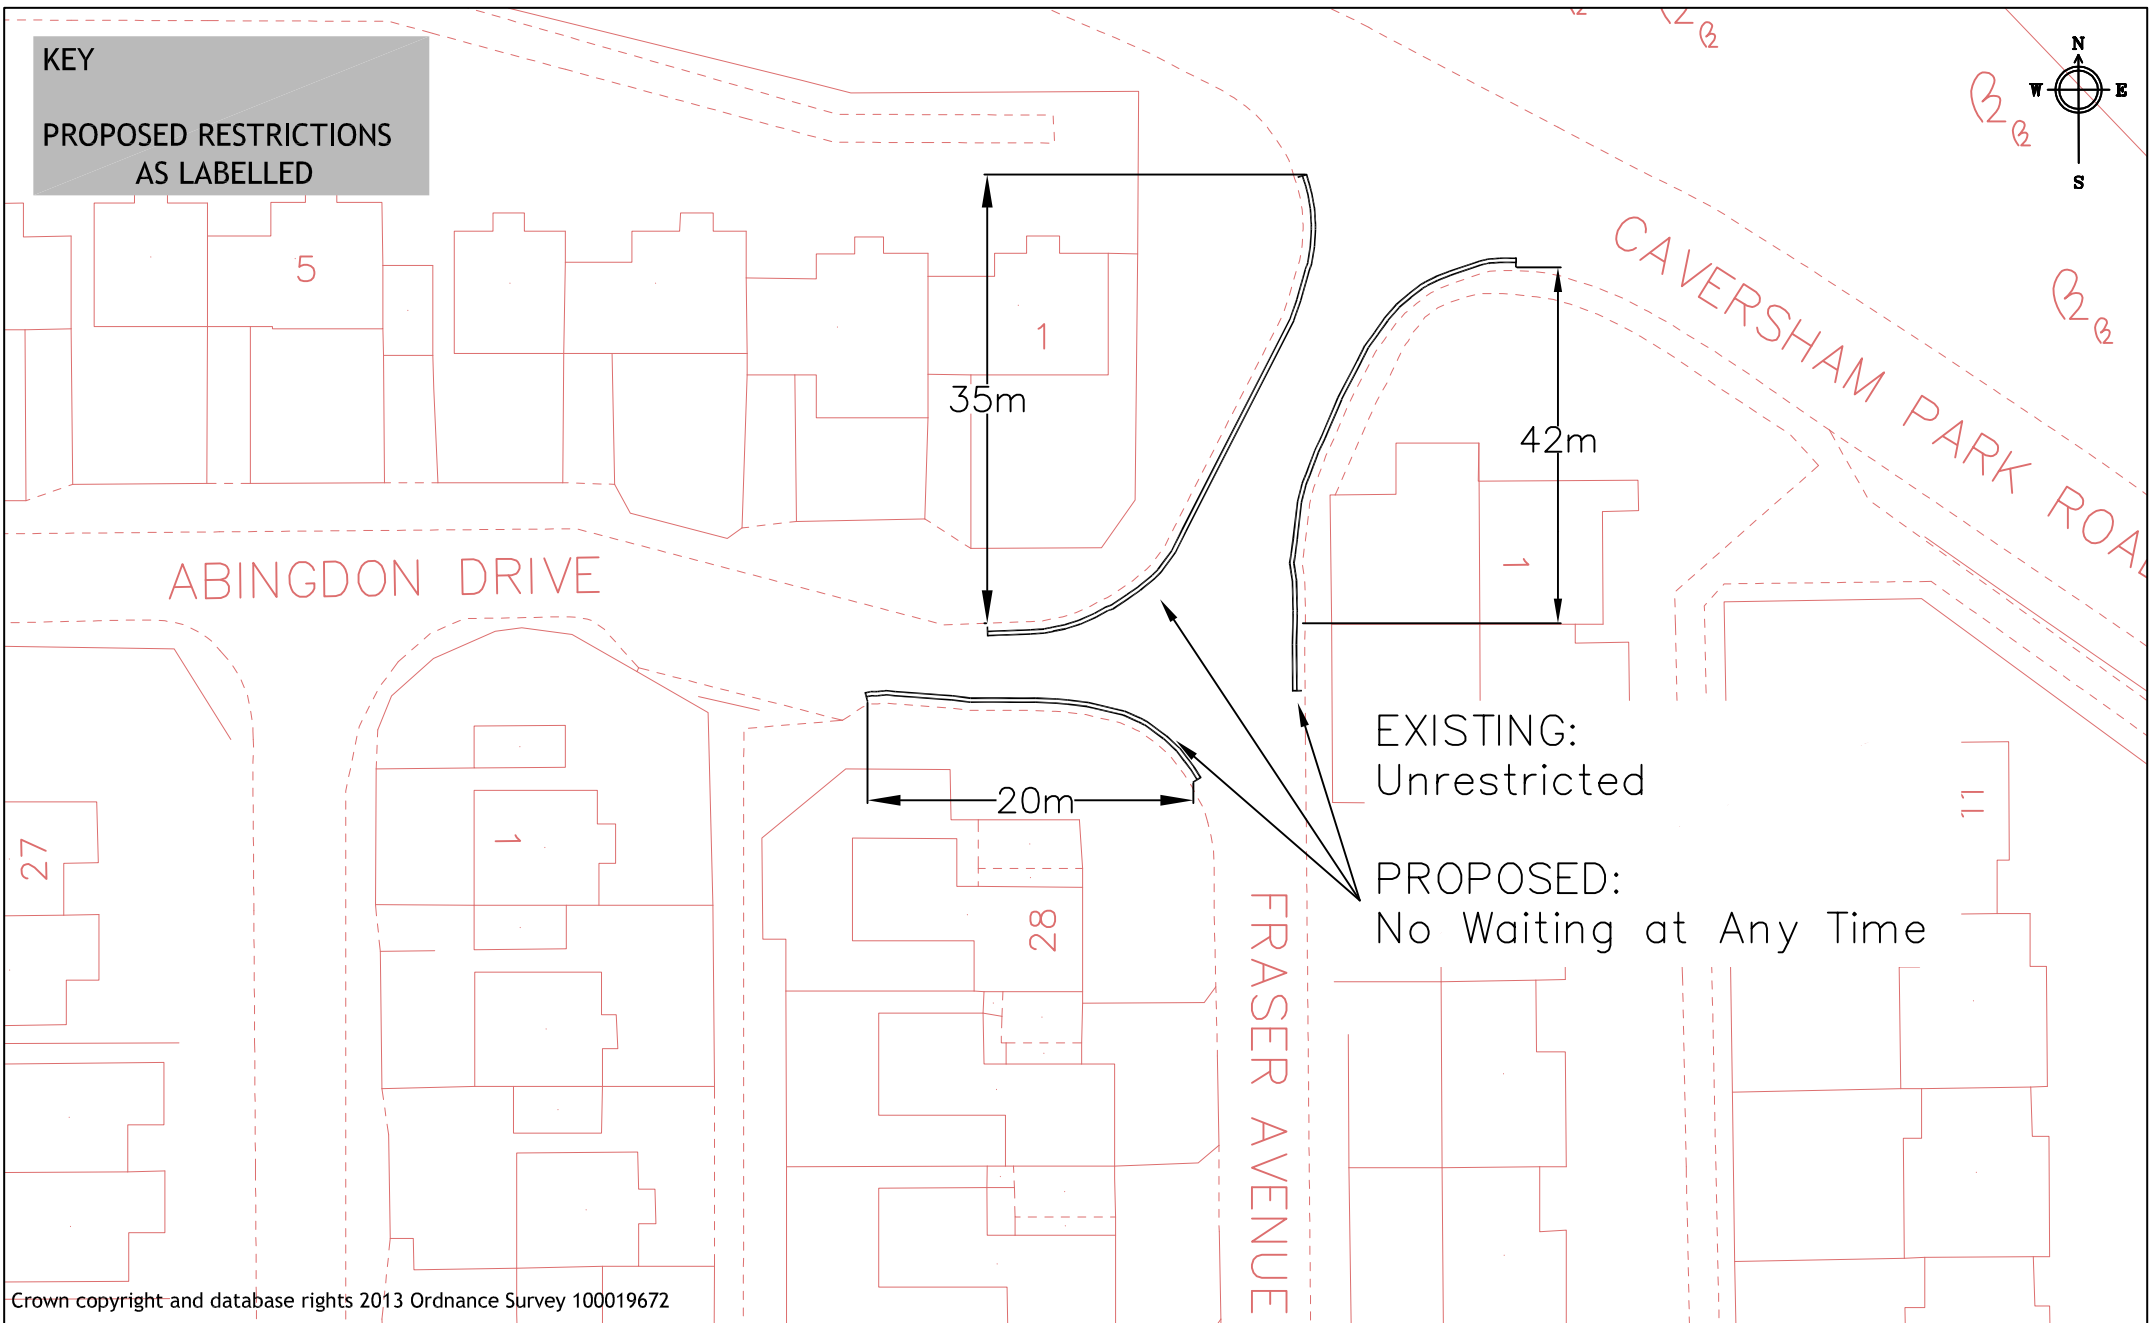 KEY
PROPOSED RESTRICTIONS
AS LABELLED
N
W E
S
CAVERSHAM PARK ROAD
5
1
35m
42m
1
ABINGDON DRIVE
EXISTING:
Unrestricted
20m
27
1
11
28
PROPOSED:
No Waiting at Any Time
FRASER AVENUE
Crown copyright and database rights 2013 Ordnance Survey 100019672